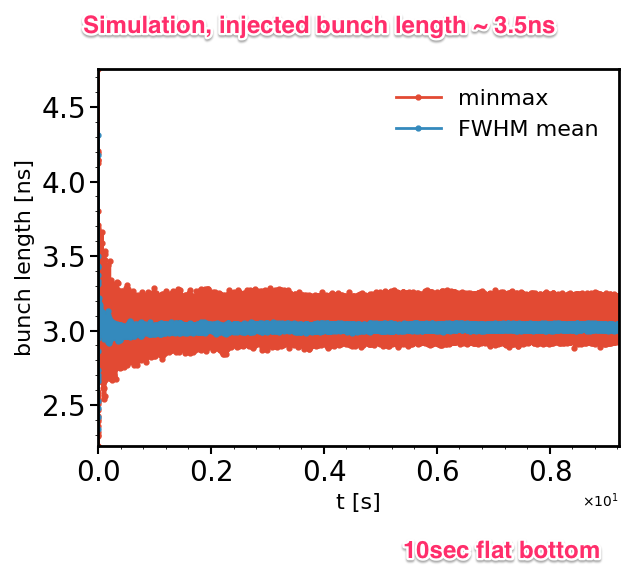 Simulation, injected bunch length ~ 3.5ns
minmax
FWHM mean
bunch length [ns]
4.5
4.0
3.5
3.0
2.5
0.0 0.2 0.4 0.6 0.8
t [s]
×10¹
10sec flat bottom